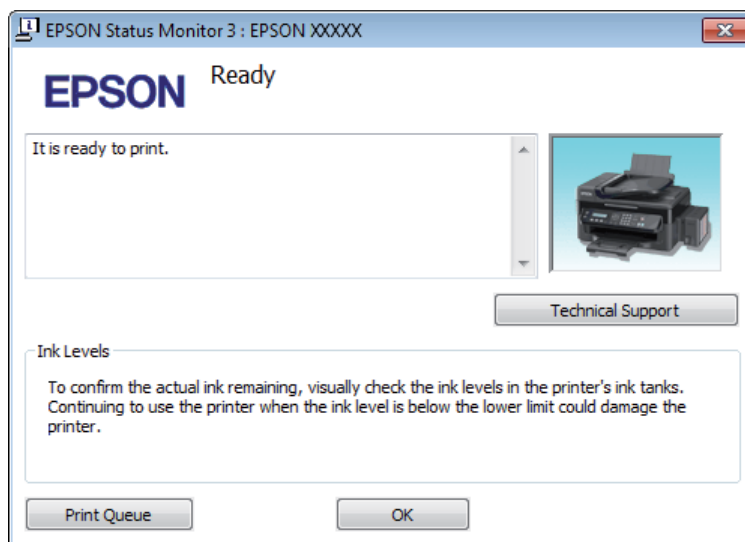 EPSON Status Monitor 3 : EPSON XXXXX
EPSON
Ready
It is ready to print.
Technical Support
Ink Levels
To confirm the actual ink remaining, visually check the ink levels in the printer's ink tanks.
Continuing to use the printer when the ink level is below the lower limit could damage the
printer.
Print Queue
OK